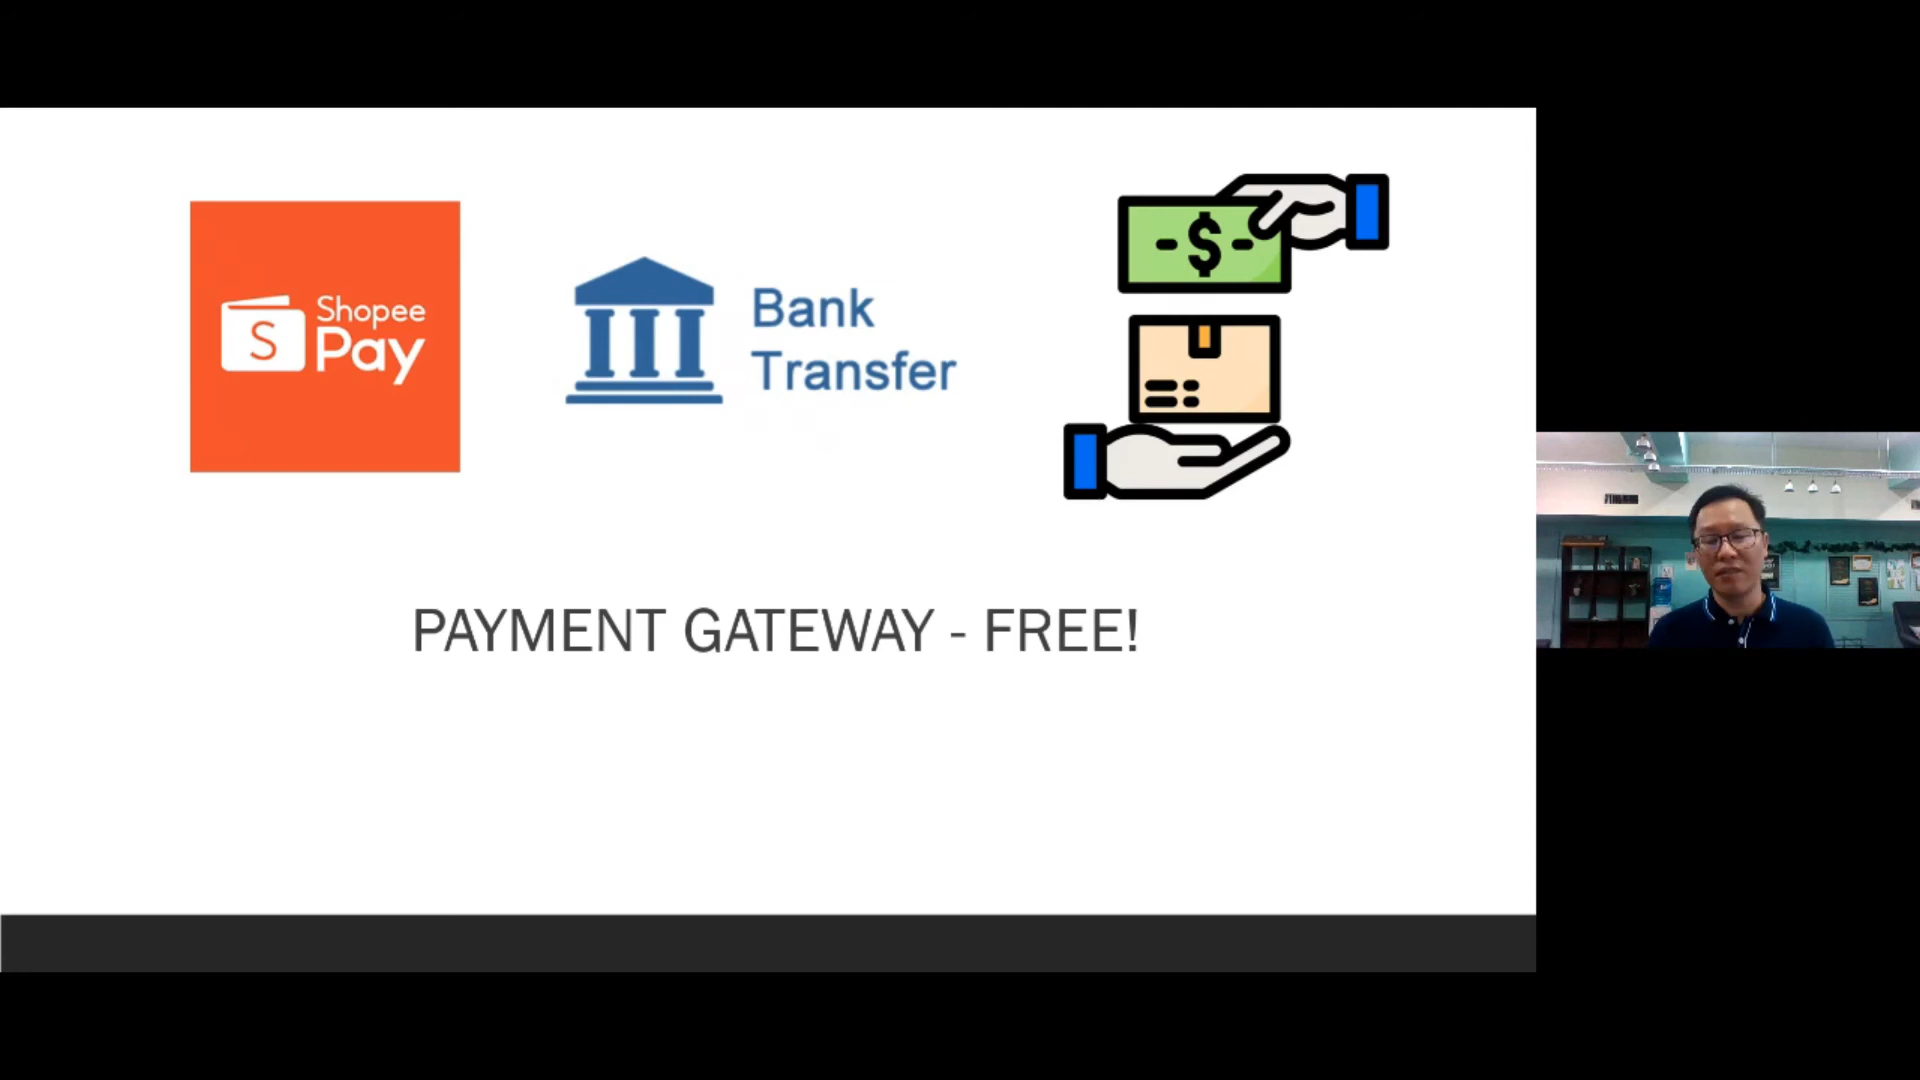 S
Shopee
Pay
Bank
Transfer
-$-
PAYMENT GATEWAY - FREE!